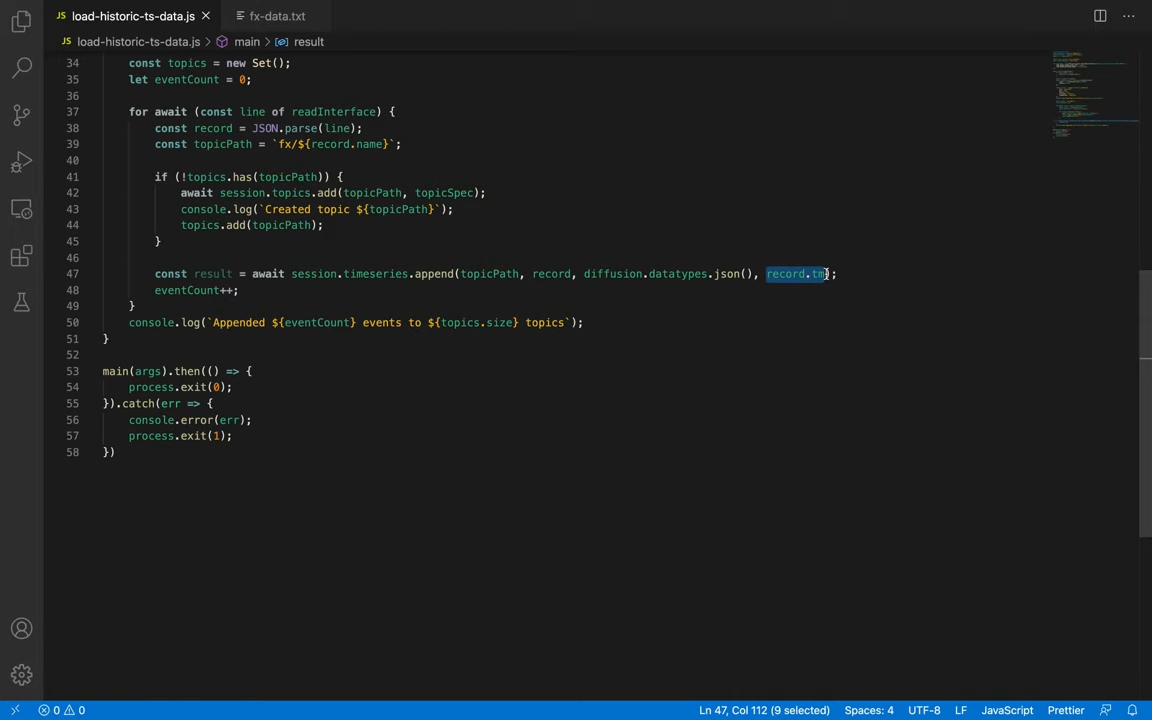 JS load-historic-ts-data.js × fx-data.txt ...
JS load-historic-ts-data.js > main > result
34 const topics = new Set();
35 let eventCount = 0;
36
37 for await (const line of readInterface) {
38 const record = JSON.parse(line);
39 const topicPath = `fx/${record.name}`;
40
41 if (!topics.has(topicPath)) {
42 await session.topics.add(topicPath, topicSpec);
43 console.log(`Created topic ${topicPath}`);
44 topics.add(topicPath);
45 }
46
47 const result = await session.timeseries.append(topicPath, record, diffusion.datatypes.json(), record.tm);
48 eventCount++;
49 }
50 console.log(`Appended ${eventCount} events to ${topics.size} topics`);
51 }
52
53 main(args).then(() => {
54 process.exit(0);
55 }).catch(err => {
56 console.error(err);
57 process.exit(1);
58 })
0 0 Ln 47, Col 112 (9 selected) Spaces: 4 UTF-8 LF JavaScript Prettier